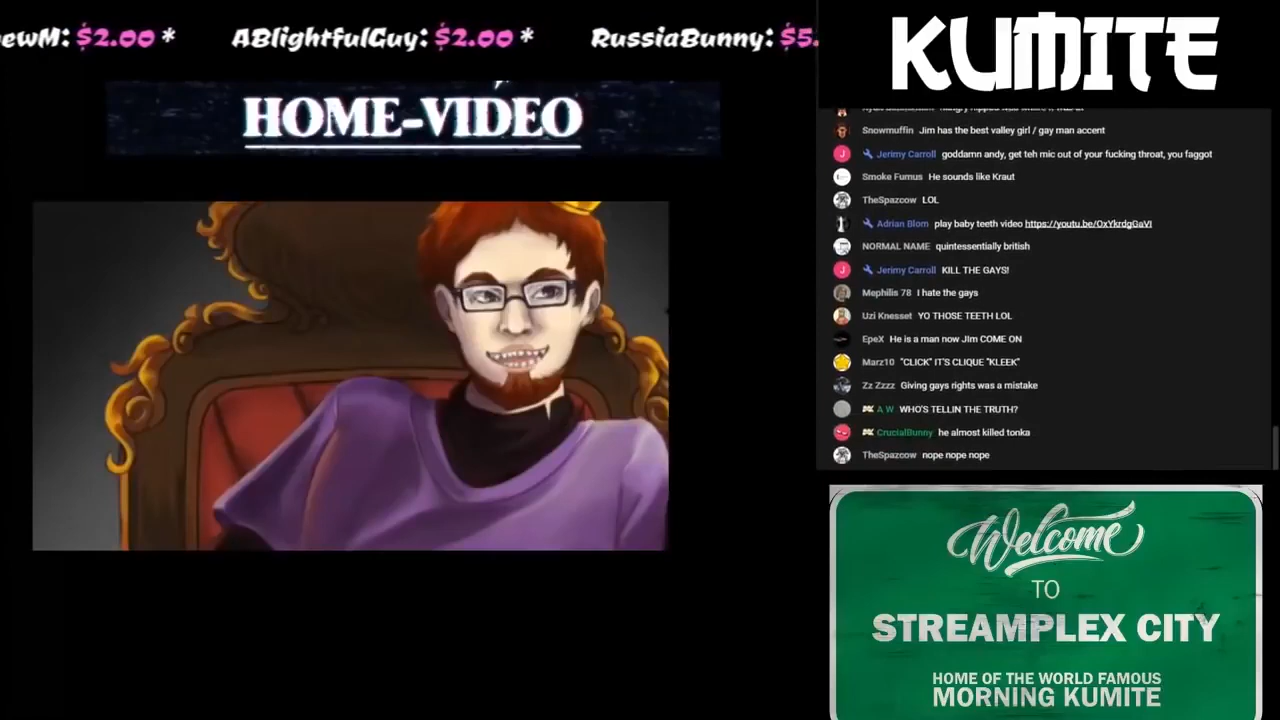 ewM: $2.00 * ABlightfulGuy: $2.00 * RussiaBunny: $5.
KUMITE
HOME-VIDEO
Snowmuffin Jim has the best valley girl / gay man accent
J Jerimy Carroll goddamn andy, get teh mic out of your fucking throat, you faggot
Smoke Fumus He sounds like Kraut
TheSpazcow LOL
Adrian Blom play baby teeth video https://youtu.be/OxYkrdgGaVI
NORMAL NAME quintessentially british
J Jerimy Carroll KILL THE GAYS!
Mephilis 78 I hate the gays
Uzi Knesset YO THOSE TEETH LOL
EpeX He is a man now JIm COME ON
Marz10 "CLICK" IT'S CLIQUE "KLEEK"
Zz Zzzz Giving gays rights was a mistake
A W WHO'S TELLIN THE TRUTH?
CrucialBunny he almost killed tonka
TheSpazcow nope nope nope
Welcome
TO
STREAMPLEX CITY
HOME OF THE WORLD FAMOUS
MORNING KUMITE